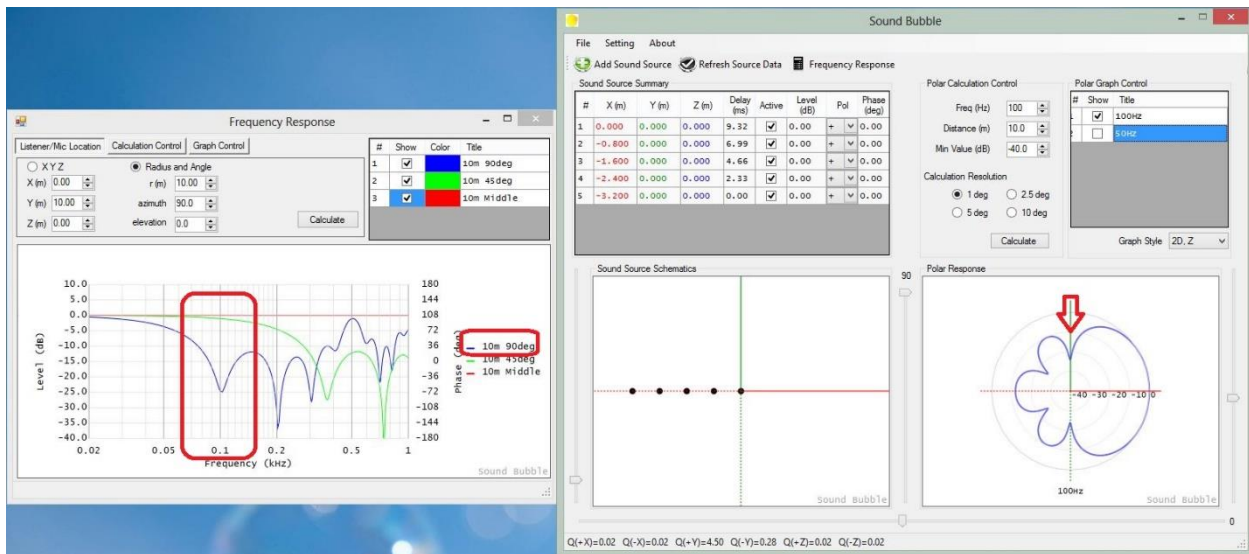 Frequency Response
Listener/Mic Location Calculation Control Graph Control
X Y Z Radius and Angle
X (m) 0.00 r (m) 10.00
Y (m) 10.00 azimuth 90.0
Z (m) 0.00 elevation 0.0 Calculate
# Show Color Title
1 10m 90deg
2 10m 45deg
3 10m Middle
10.0 180
5.0 144
0.0 108
-5.0 72
-10.0 36
-15.0 0
-20.0 -36
-25.0 -72
-30.0 -108
-35.0 -144
-40.0 -180
Level (dB)
Phase (deg)
10m 90deg
10m 45deg
10m Middle
0.02 0.05 0.1 0.2 0.5 1
Frequency (kHz)
Sound Bubble
Sound Bubble
File Setting About
Add Sound Source Refresh Source Data Frequency Response
Sound Source Summary
# X (m) Y (m) Z (m) Delay (ms) Active Level (dB) Pol Phase (deg)
1 0.000 0.000 0.000 9.32 0.00 + 0.00
2 -0.800 0.000 0.000 6.99 0.00 + 0.00
3 -1.600 0.000 0.000 4.66 0.00 + 0.00
4 -2.400 0.000 0.000 2.33 0.00 + 0.00
5 -3.200 0.000 0.000 0.00 0.00 + 0.00
Polar Calculation Control
Freq (Hz) 100
Distance (m) 10.0
Min Value (dB) -40.0
Calculation Resolution
1 deg 2.5 deg
5 deg 10 deg
Calculate
Polar Graph Control
# Show Title
1 100Hz
2 50Hz
Graph Style 2D, Z
Sound Source Schematics
Sound Bubble
90
Polar Response
-40 -30 -20 -10 0
100Hz
Sound Bubble
0
Q(+X)=0.02 Q(-X)=0.02 Q(+Y)=4.50 Q(-Y)=0.28 Q(+Z)=0.02 Q(-Z)=0.02